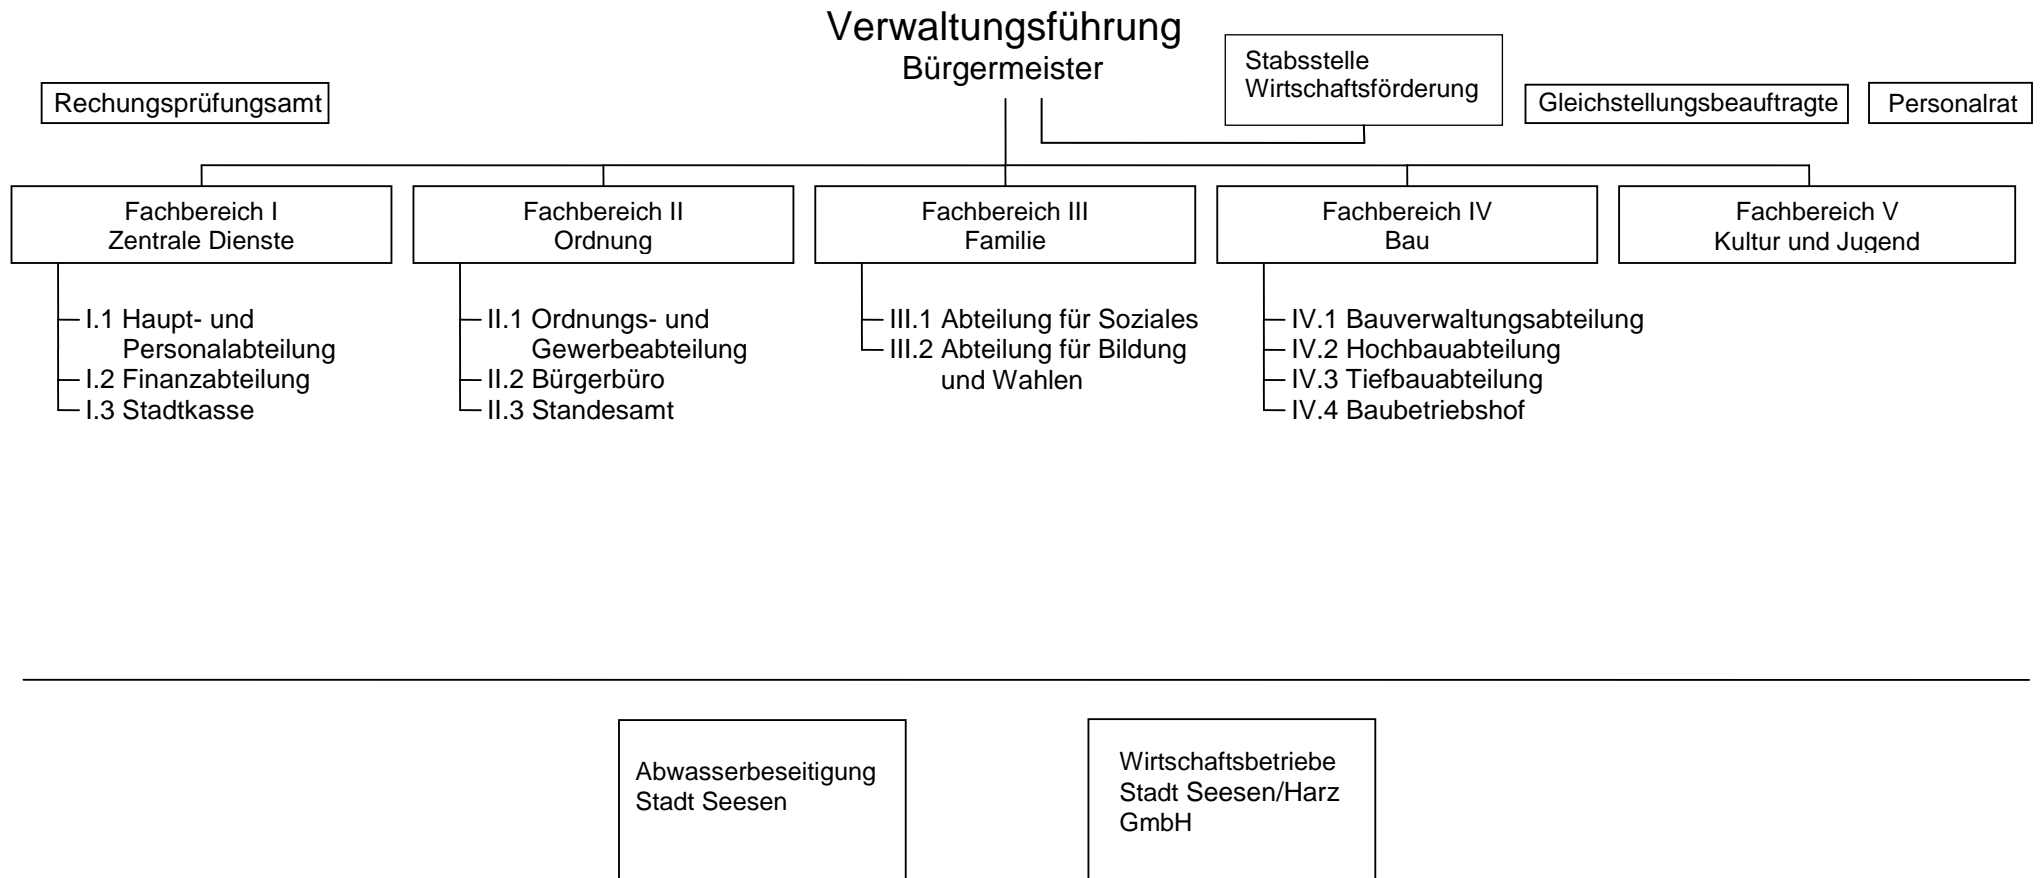 Verwaltungsführung
Bürgermeister
Stabsstelle
Wirtschaftsförderung
Rechungsprüfungsamt
Gleichstellungsbeauftragte
Personalrat
Fachbereich I
Zentrale Dienste
Fachbereich II
Ordnung
Fachbereich III
Familie
Fachbereich IV
Bau
Fachbereich V
Kultur und Jugend
I.1 Haupt- und
Personalabteilung
I.2 Finanzabteilung
I.3 Stadtkasse
II.1 Ordnungs- und
Gewerbeabteilung
II.2 Bürgerbüro
II.3 Standesamt
III.1 Abteilung für Soziales
III.2 Abteilung für Bildung
und Wahlen
IV.1 Bauverwaltungsabteilung
IV.2 Hochbauabteilung
IV.3 Tiefbauabteilung
IV.4 Baubetriebshof
Abwasserbeseitigung
Stadt Seesen
Wirtschaftsbetriebe
Stadt Seesen/Harz
GmbH